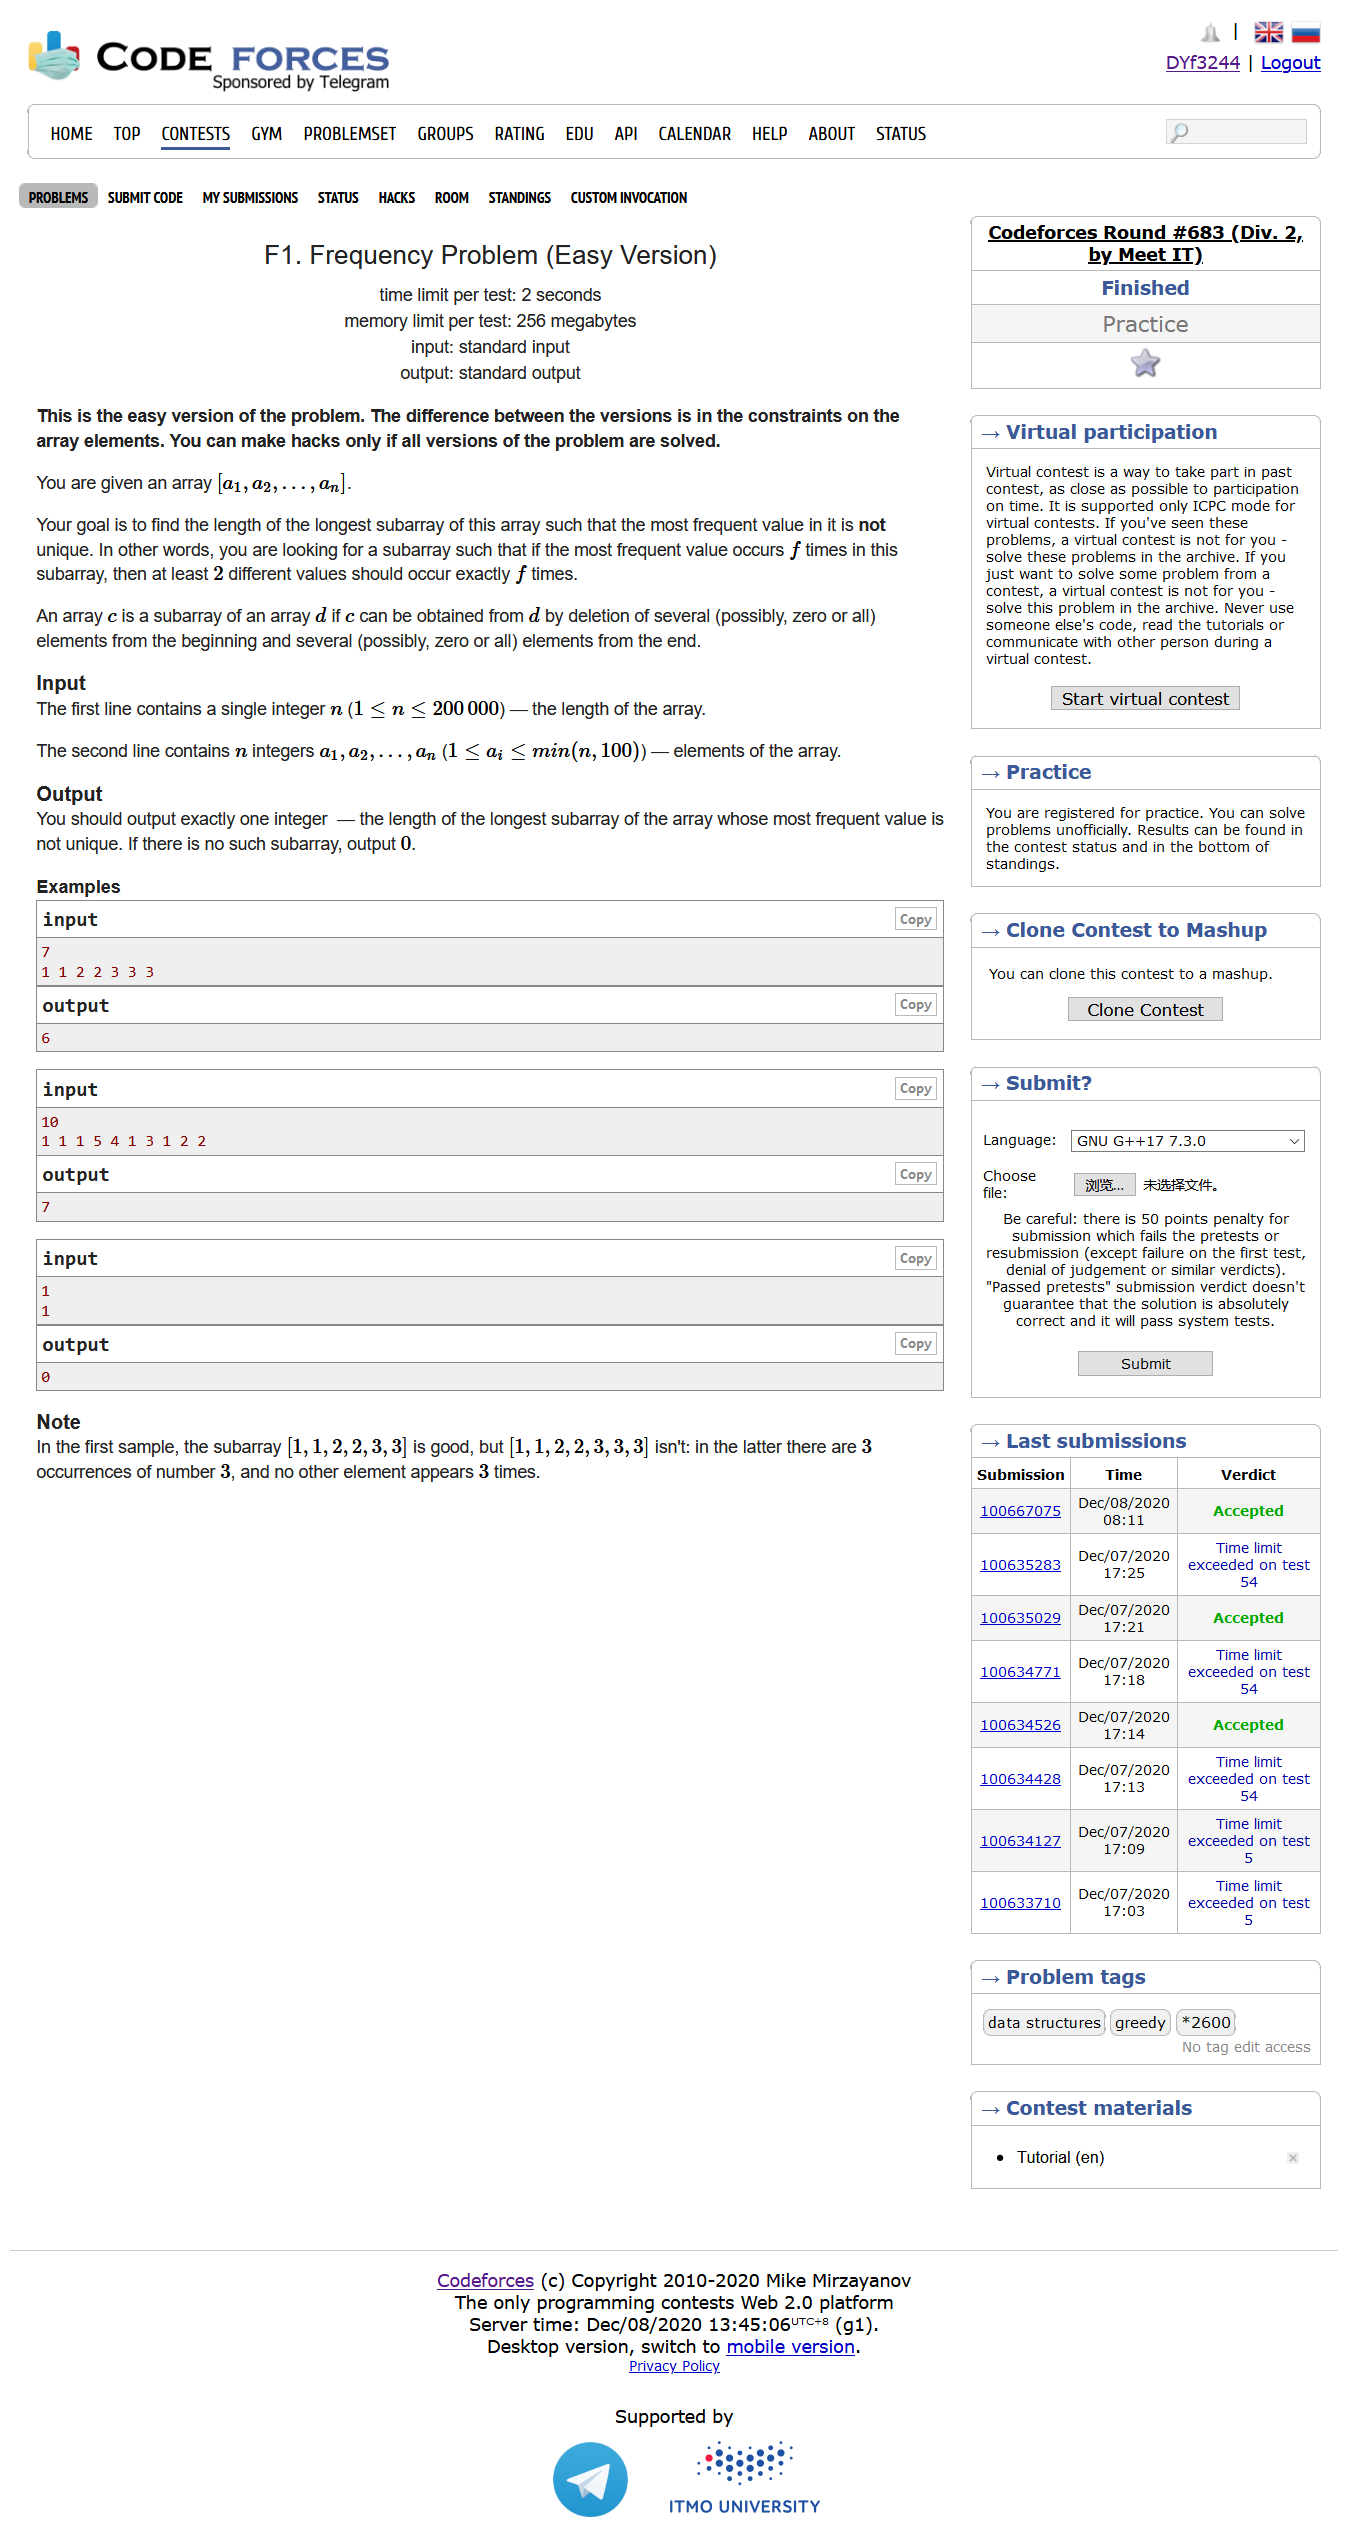 CODE FORCES
Sponsored by Telegram
|
DYf3244 | Logout
HOME TOP CONTESTS GYM PROBLEMSET GROUPS RATING EDU API CALENDAR HELP ABOUT STATUS
PROBLEMS SUBMIT CODE MY SUBMISSIONS STATUS HACKS ROOM STANDINGS CUSTOM INVOCATION
F1. Frequency Problem (Easy Version)
time limit per test: 2 seconds
memory limit per test: 256 megabytes
input: standard input
output: standard output
This is the easy version of the problem. The difference between the versions is in the constraints on the
array elements. You can make hacks only if all versions of the problem are solved.
You are given an array [a1, a2, …, an].
Your goal is to find the length of the longest subarray of this array such that the most frequent value in it is not
unique. In other words, you are looking for a subarray such that if the most frequent value occurs f times in this
subarray, then at least 2 different values should occur exactly f times.
An array c is a subarray of an array d if c can be obtained from d by deletion of several (possibly, zero or all)
elements from the beginning and several (possibly, zero or all) elements from the end.
Input
The first line contains a single integer n (1 ≤ n ≤ 200 000) — the length of the array.
The second line contains n integers a1, a2, …, an (1 ≤ ai ≤ min(n, 100)) — elements of the array.
Output
You should output exactly one integer — the length of the longest subarray of the array whose most frequent value is
not unique. If there is no such subarray, output 0.
Examples
input Copy
7
1 1 2 2 3 3 3
output Copy
6
input Copy
10
1 1 1 5 4 1 3 1 2 2
output Copy
7
input Copy
1
1
output Copy
0
Note
In the first sample, the subarray [1, 1, 2, 2, 3, 3] is good, but [1, 1, 2, 2, 3, 3, 3] isn't: in the latter there are 3
occurrences of number 3, and no other element appears 3 times.
Codeforces Round #683 (Div. 2,
by Meet IT)
Finished
Practice
→ Virtual participation
Virtual contest is a way to take part in past
contest, as close as possible to participation
on time. It is supported only ICPC mode for
virtual contests. If you've seen these
problems, a virtual contest is not for you -
solve these problems in the archive. If you
just want to solve some problem from a
contest, a virtual contest is not for you -
solve this problem in the archive. Never use
someone else's code, read the tutorials or
communicate with other person during a
virtual contest.
Start virtual contest
→ Practice
You are registered for practice. You can solve
problems unofficially. Results can be found in
the contest status and in the bottom of
standings.
→ Clone Contest to Mashup
You can clone this contest to a mashup.
Clone Contest
→ Submit?
Language: GNU G++17 7.3.0
Choose
file: 浏览... 未选择文件。
Be careful: there is 50 points penalty for
submission which fails the pretests or
resubmission (except failure on the first test,
denial of judgement or similar verdicts).
"Passed pretests" submission verdict doesn't
guarantee that the solution is absolutely
correct and it will pass system tests.
Submit
→ Last submissions
Submission Time Verdict
100667075 Dec/08/2020 08:11 Accepted
100635283 Dec/07/2020 17:25 Time limit exceeded on test 54
100635029 Dec/07/2020 17:21 Accepted
100634771 Dec/07/2020 17:18 Time limit exceeded on test 54
100634526 Dec/07/2020 17:14 Accepted
100634428 Dec/07/2020 17:13 Time limit exceeded on test 54
100634127 Dec/07/2020 17:09 Time limit exceeded on test 5
100633710 Dec/07/2020 17:03 Time limit exceeded on test 5
→ Problem tags
data structures greedy *2600
No tag edit access
→ Contest materials
• Tutorial (en)
Codeforces (c) Copyright 2010-2020 Mike Mirzayanov
The only programming contests Web 2.0 platform
Server time: Dec/08/2020 13:45:06UTC+8 (g1).
Desktop version, switch to mobile version.
Privacy Policy
Supported by
ITMO UNIVERSITY